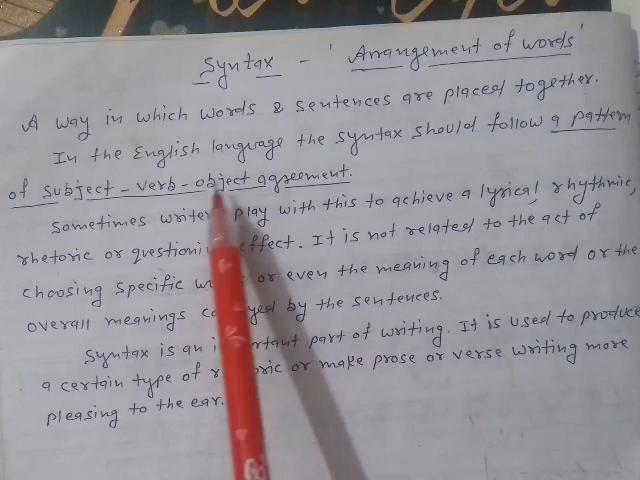 Syntax - 'Arrangement of words'
A way in which words & sentences are placed together.
In the English language the syntax should follow a pattern
of subject - verb - object agreement.
Sometimes writers play with this to achieve a lyrical, rhythmic,
rhetoric or questioning effect. It is not related to the act of
choosing specific or even the meaning of each word or the
overall meanings conveyed by the sentences.
Syntax is an important part of writing. It is used to produce
a certain type of rhetoric or make prose or verse writing more
pleasing to the ear.